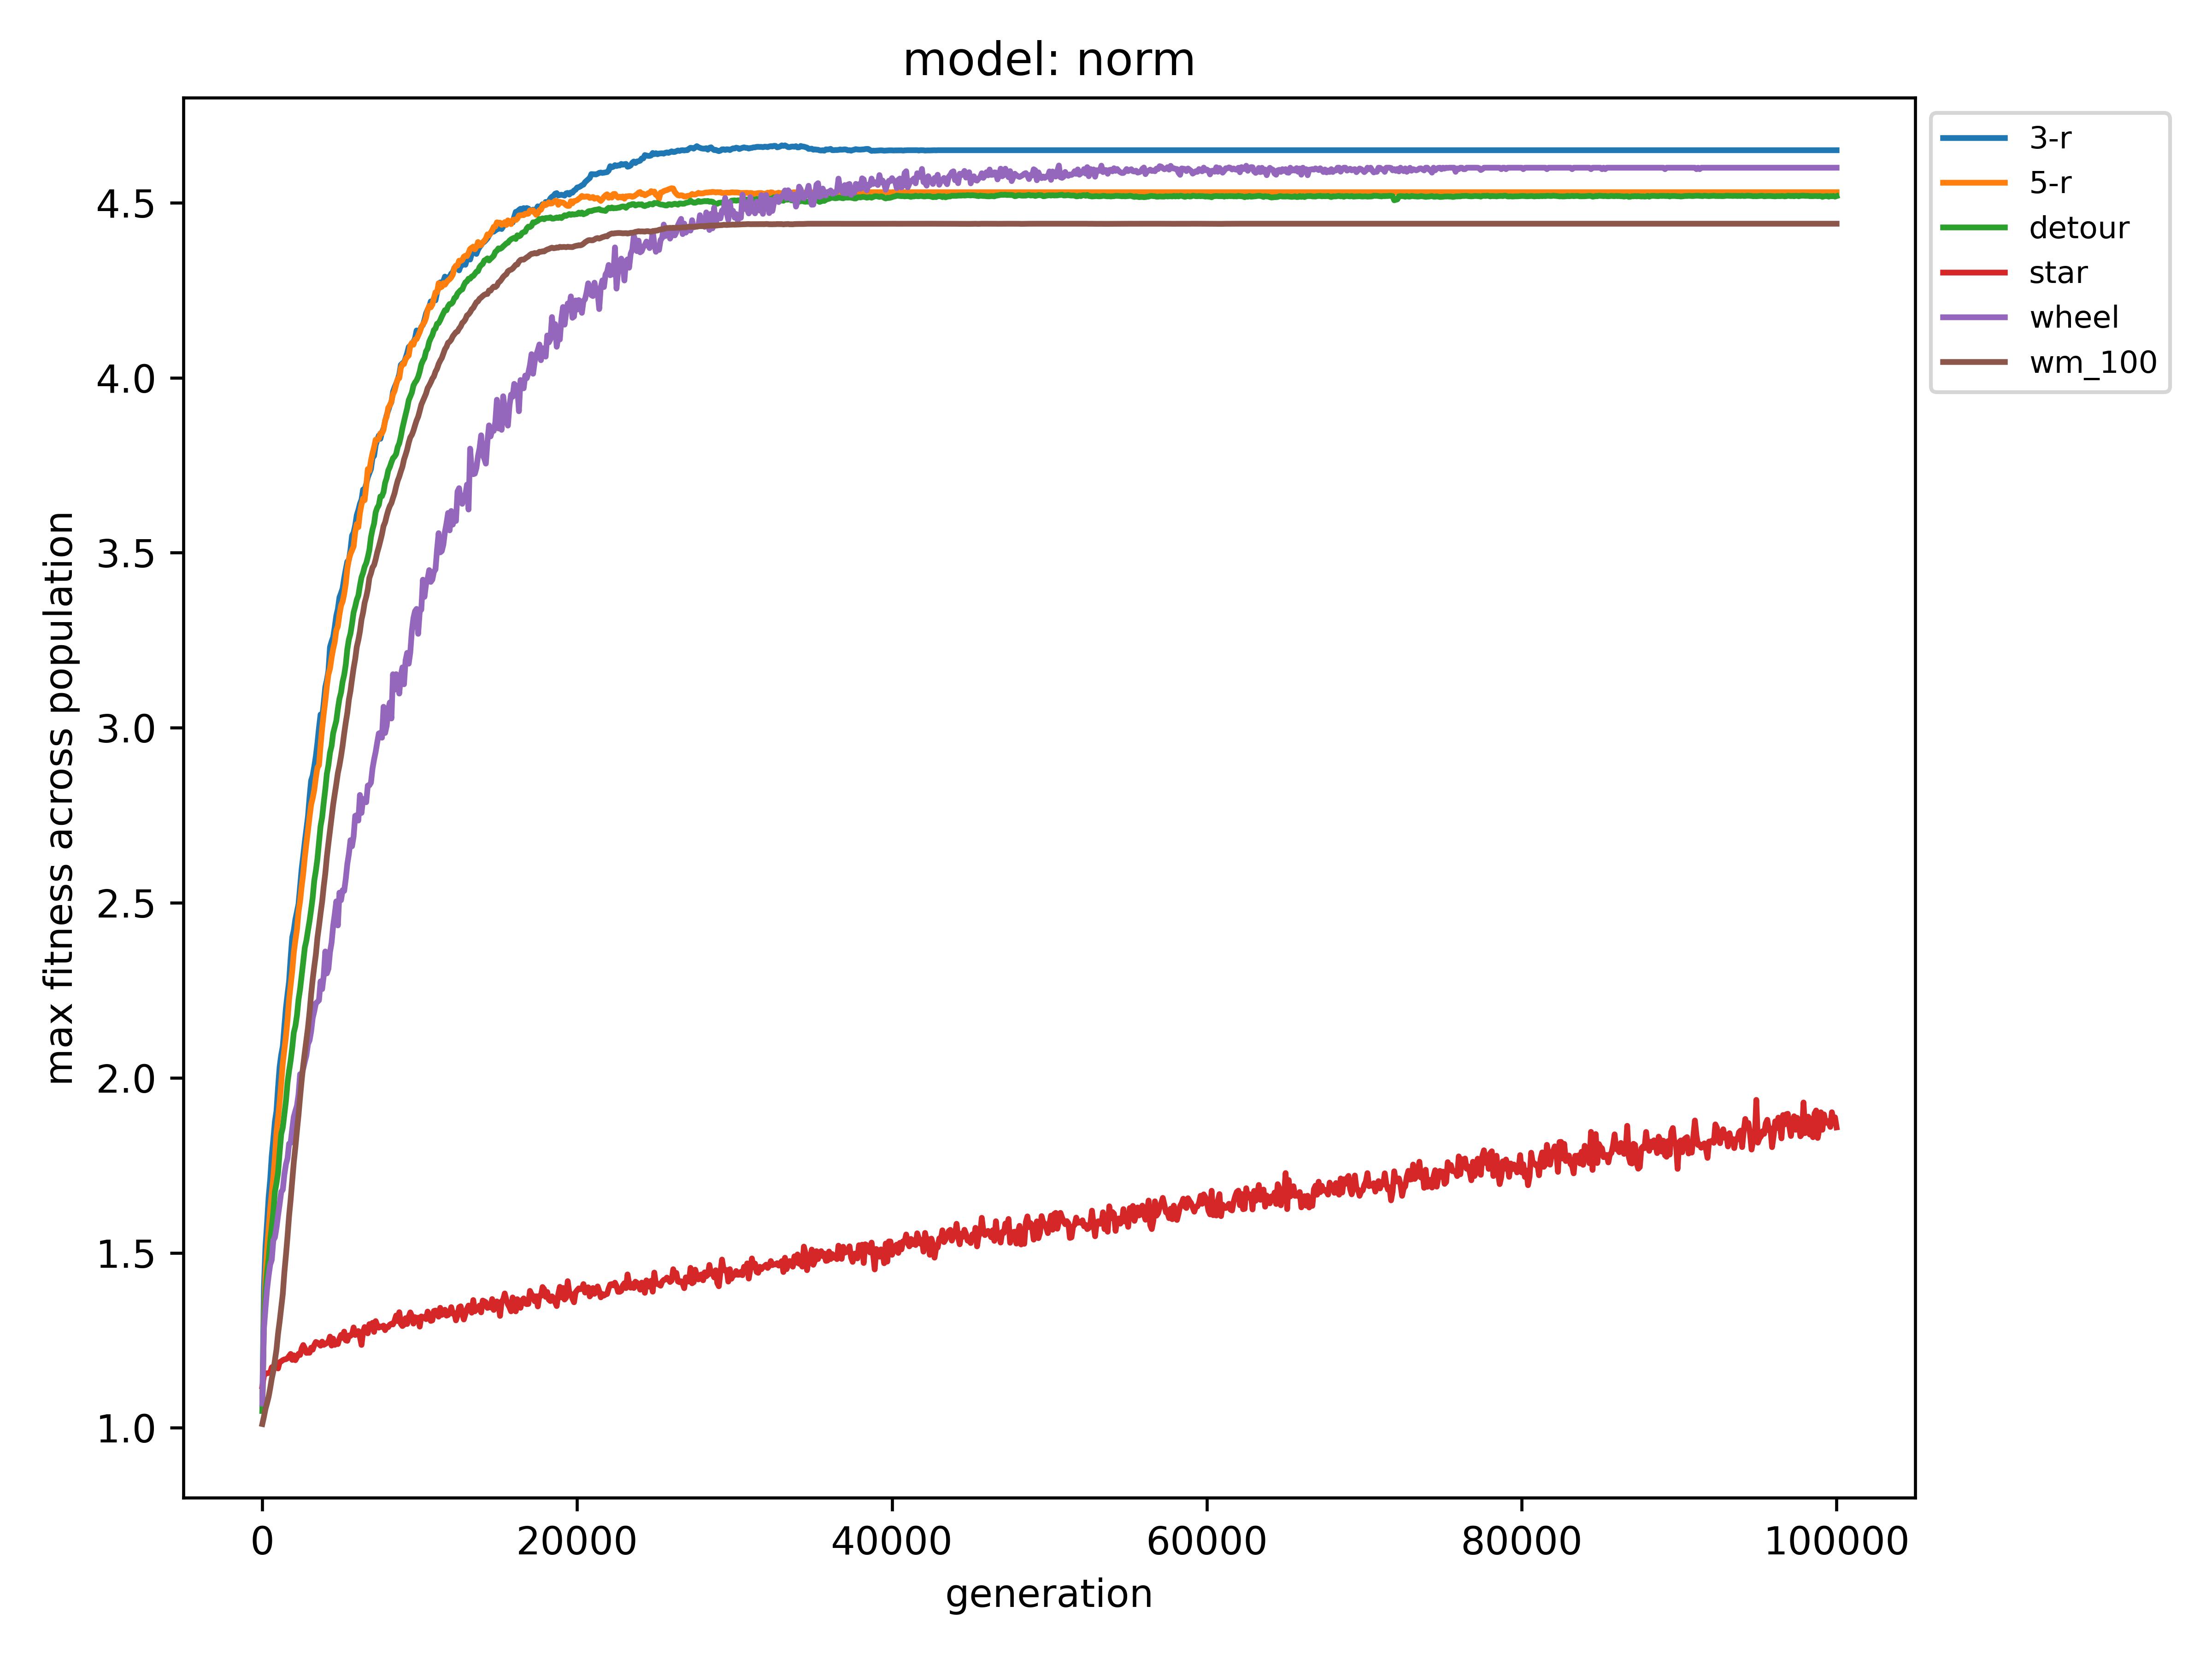 model: norm
3-r
5-r
detour
star
wheel
wm_100
max fitness across population
4.5
4.0
3.5
3.0
2.5
2.0
1.5
1.0
0 20000 40000 60000 80000 100000
generation